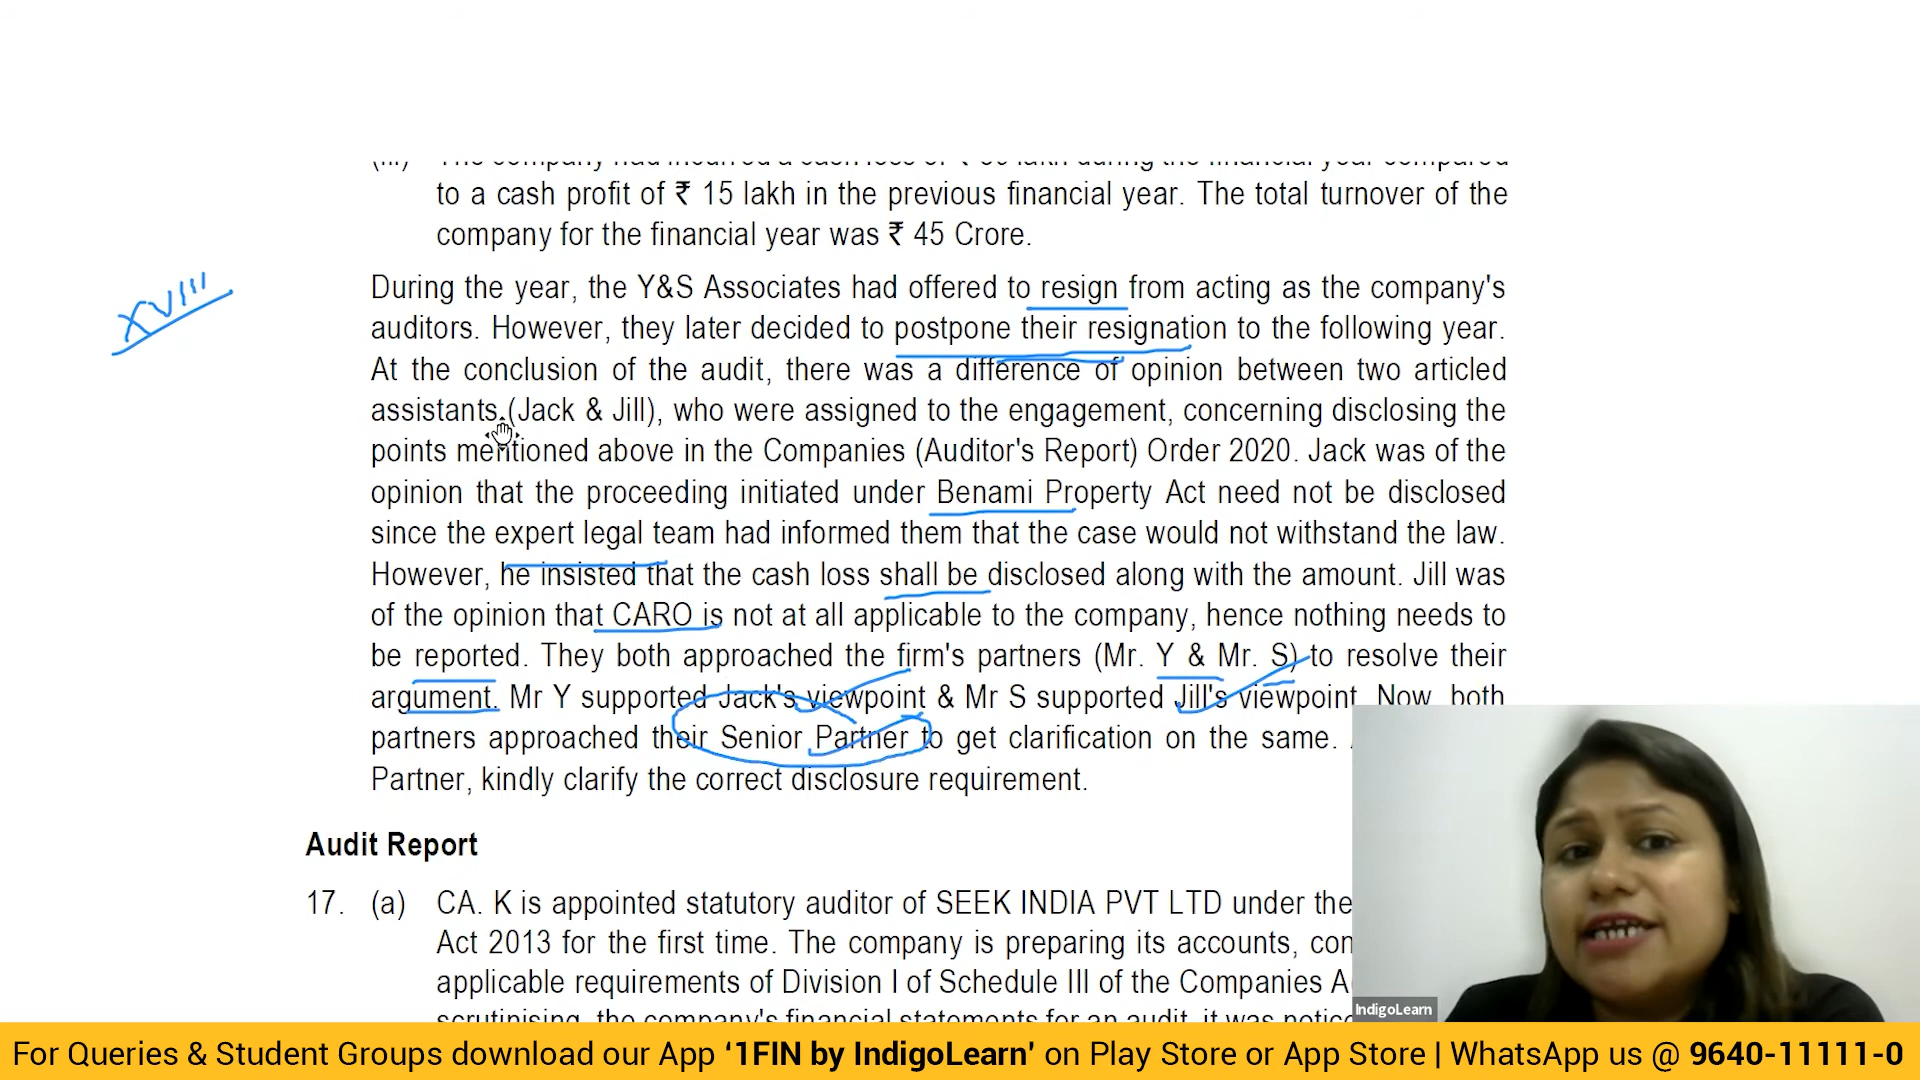 XVIII
to a cash profit of ₹ 15 lakh in the previous financial year. The total turnover of the
company for the financial year was ₹ 45 Crore.
During the year, the Y&S Associates had offered to resign from acting as the company's
auditors. However, they later decided to postpone their resignation to the following year.
At the conclusion of the audit, there was a difference of opinion between two articled
assistants (Jack & Jill), who were assigned to the engagement, concerning disclosing the
points mentioned above in the Companies (Auditor's Report) Order 2020. Jack was of the
opinion that the proceeding initiated under Benami Property Act need not be disclosed
since the expert legal team had informed them that the case would not withstand the law.
However, he insisted that the cash loss shall be disclosed along with the amount. Jill was
of the opinion that CARO is not at all applicable to the company, hence nothing needs to
be reported. They both approached the firm's partners (Mr. Y & Mr. S) to resolve their
argument. Mr Y supported Jack's viewpoint & Mr S supported Jill's viewpoint. Now, both
partners approached their Senior Partner to get clarification on the same.
Partner, kindly clarify the correct disclosure requirement.
Audit Report
17. (a) CA. K is appointed statutory auditor of SEEK INDIA PVT LTD under the
Act 2013 for the first time. The company is preparing its accounts,
applicable requirements of Division I of Schedule III of the Companies
scrutinising, the company's financial statements for an audit, it was
IndigoLearn
For Queries & Student Groups download our App ‘1FIN by IndigoLearn' on Play Store or App Store | WhatsApp us @ 9640-11111-0